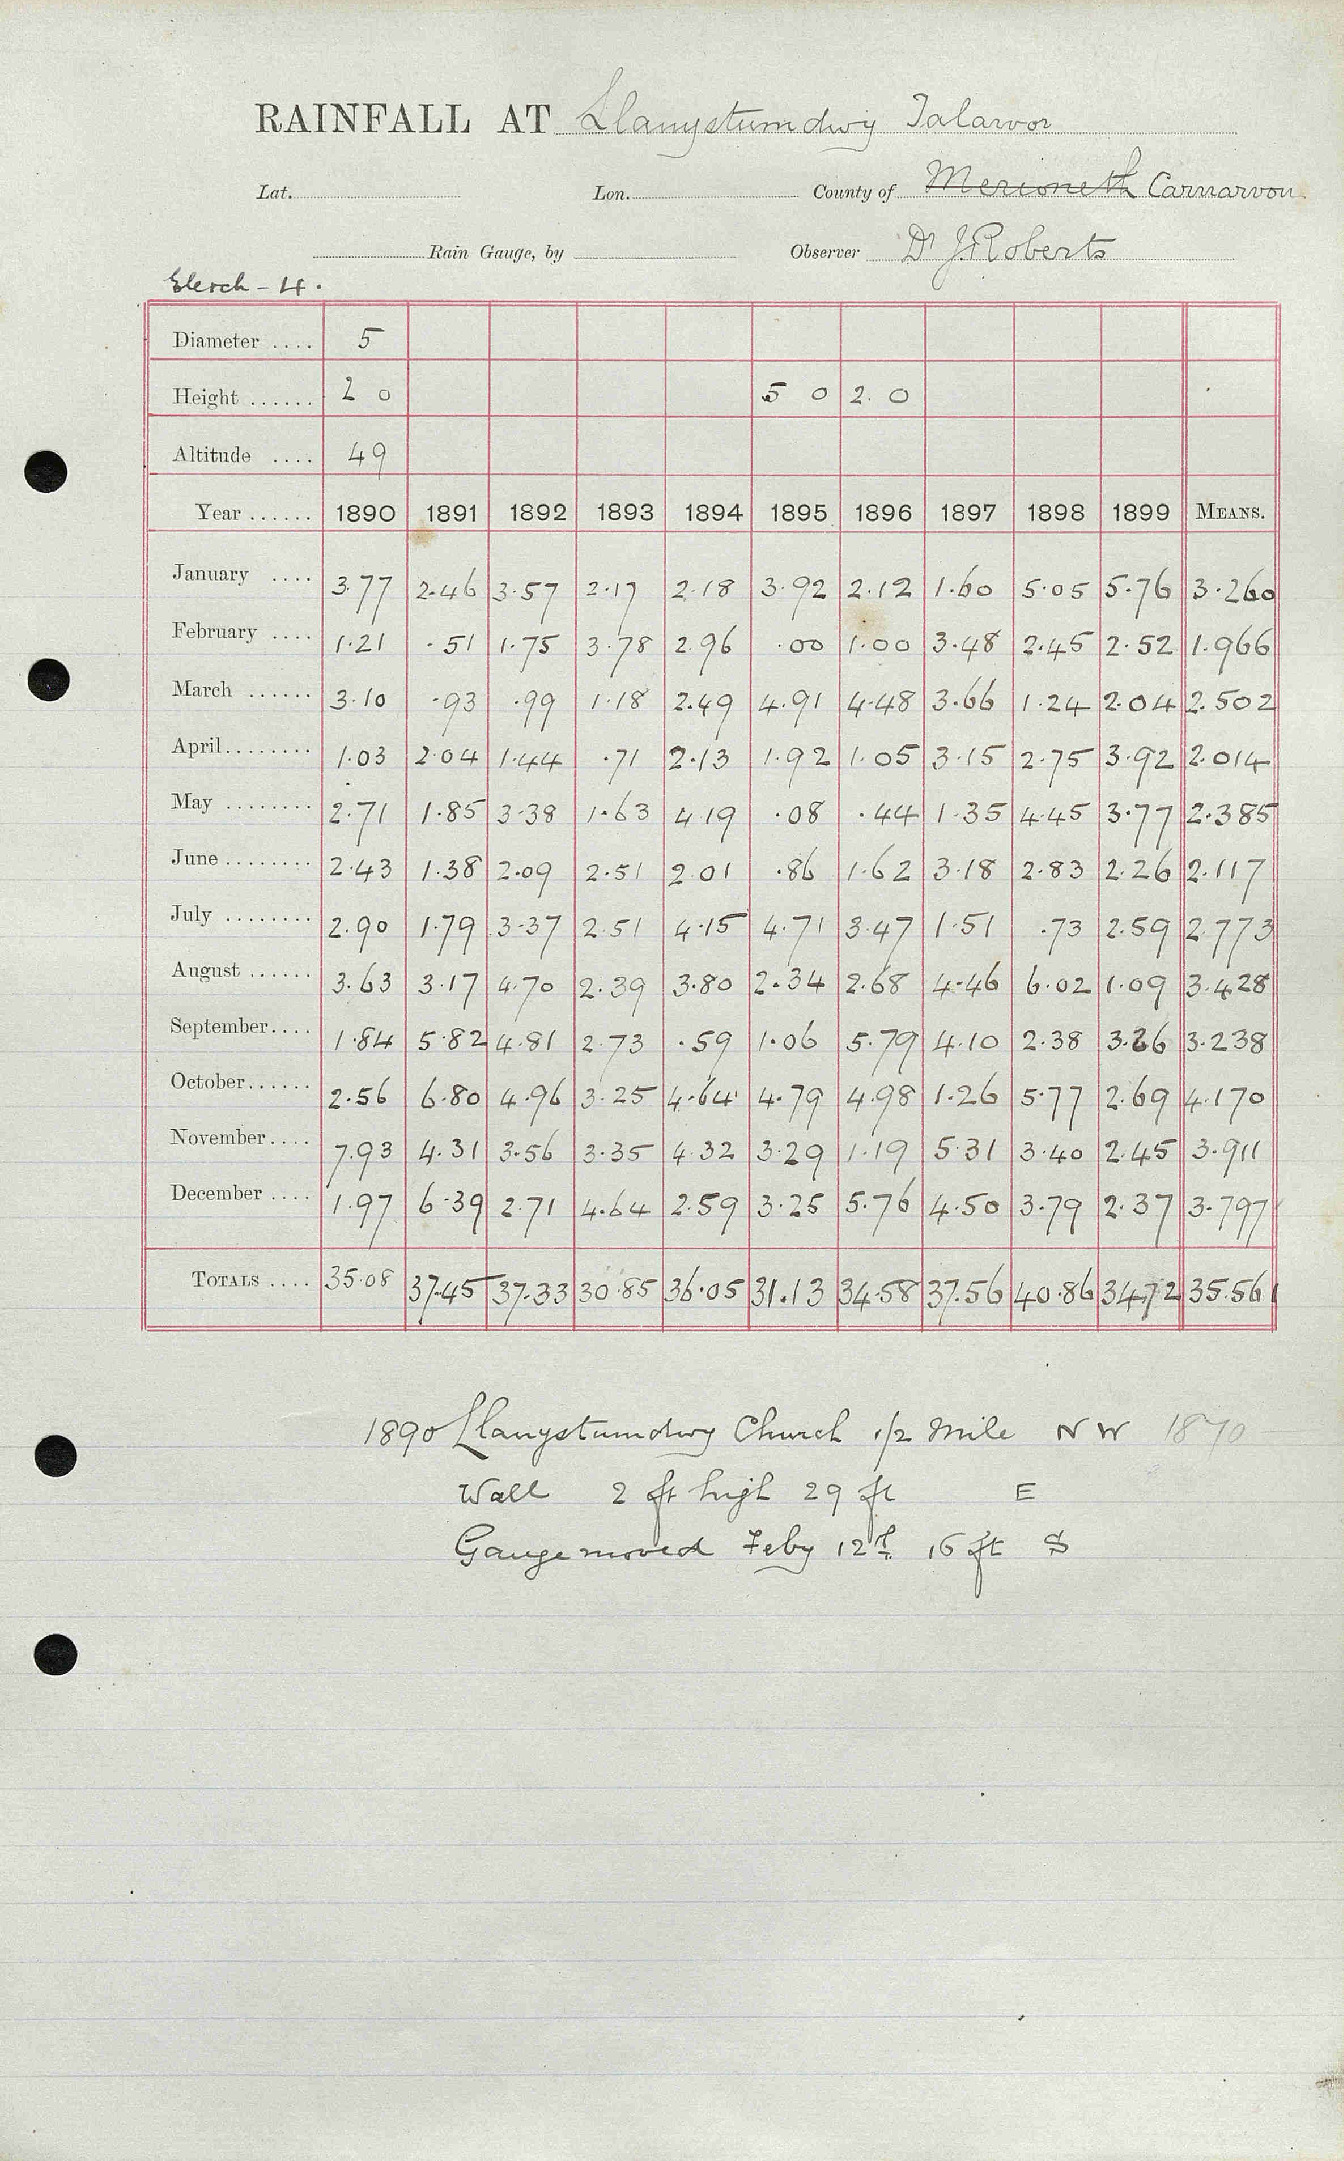 RAINFALL AT Llanystumdwy Talarvor
Lat. Lon. County of Merioneth Carnarvon
Rain Gauge, by Observer Dr J. Roberts
Diameter .... 5
Height ...... 2 0 5 0 2 0
Altitude .... 49
Year ...... 1890 1891 1892 1893 1894 1895 1896 1897 1898 1899 MEANS.
January .... 3.77 2.46 3.57 2.17 2.18 3.92 2.12 1.60 5.05 5.76 3.260
February .... 1.21 .51 1.75 3.78 2.96 .00 1.00 3.48 2.45 2.52 1.966
March ...... 3.10 .93 .99 1.18 2.49 4.91 4.48 3.66 1.24 2.04 2.502
April........ 1.03 2.04 1.44 .71 2.13 1.92 1.05 3.15 2.75 3.92 2.014
May ........ 2.71 1.85 3.38 1.63 4.19 .08 .44 1.35 4.45 3.77 2.385
June ........ 2.43 1.38 2.09 2.51 2.01 .86 1.62 3.18 2.83 2.26 2.117
July ........ 2.90 1.79 3.37 2.51 4.15 4.71 3.47 1.51 .73 2.59 2.773
August ...... 3.63 3.17 4.70 2.39 3.80 2.34 2.68 4.46 6.02 1.09 3.428
September.... 1.84 5.82 4.81 2.73 .59 1.06 5.79 4.10 2.38 3.26 3.238
October...... 2.56 6.80 4.96 3.25 4.64 4.79 4.98 1.26 5.77 2.69 4.170
November.... 7.93 4.31 3.56 3.35 4.32 3.29 1.19 5.31 3.40 2.45 3.911
December .... 1.97 6.39 2.71 4.64 2.59 3.25 5.76 4.50 3.79 2.37 3.797
TOTALS .... 35.08 37.45 37.33 30.85 36.05 31.13 34.58 37.56 40.86 34.72 35.561
1890 Llanystumdwy Church 1/2 mile NW 1870
Wall 2 ft high 29 ft E
Gauge moved Feby 12th 16 ft S